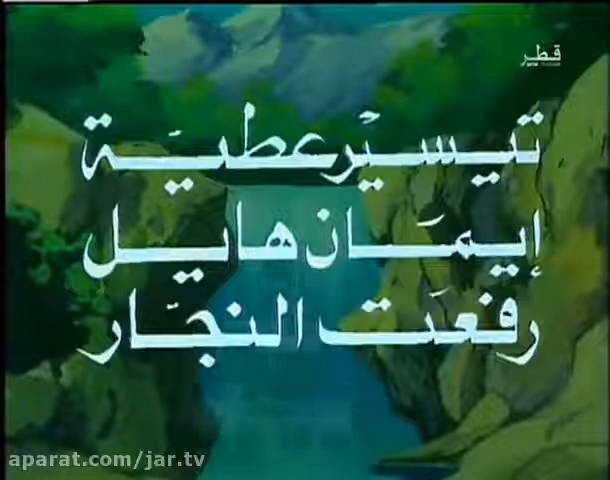 قطر
تيسير عطية
إيمان هايل
رفعت النجار
aparat.com/jar.tv